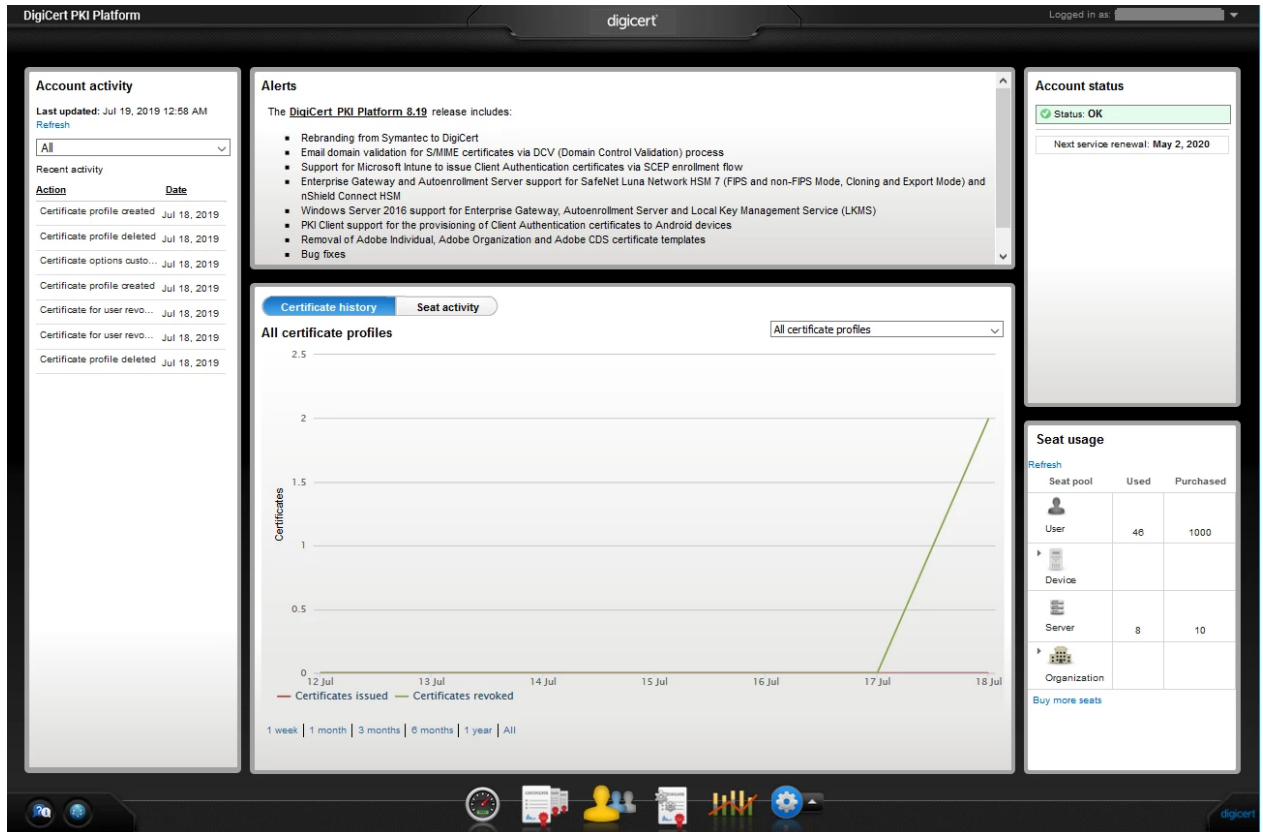 DigiCert PKI Platform
digicert
Logged in as:
Account activity
Last updated: Jul 19, 2019 12:58 AM
Refresh
All
Recent activity
Action Date
Certificate profile created Jul 18, 2019
Certificate profile deleted Jul 18, 2019
Certificate options custo... Jul 18, 2019
Certificate profile created Jul 18, 2019
Certificate for user revo... Jul 18, 2019
Certificate for user revo... Jul 18, 2019
Certificate profile deleted Jul 18, 2019
Alerts
The DigiCert PKI Platform 8.19 release includes:
Rebranding from Symantec to DigiCert
Email domain validation for S/MIME certificates via DCV (Domain Control Validation) process
Support for Microsoft Intune to issue Client Authentication certificates via SCEP enrollment flow
Enterprise Gateway and Autoenrollment Server support for SafeNet Luna Network HSM 7 (FIPS and non-FIPS Mode, Cloning and Export Mode) and
nShield Connect HSM
Windows Server 2016 support for Enterprise Gateway, Autoenrollment Server and Local Key Management Service (LKMS)
PKI Client support for the provisioning of Client Authentication certificates to Android devices
Removal of Adobe Individual, Adobe Organization and Adobe CDS certificate templates
Bug fixes
Certificate history Seat activity
All certificate profiles
All certificate profiles
2.5
2
1.5
1
0.5
0
Certificates
12 Jul 13 Jul 14 Jul 15 Jul 16 Jul 17 Jul 18 Jul
Certificates issued Certificates revoked
1 week | 1 month | 3 months | 6 months | 1 year | All
Account status
Status: OK
Next service renewal: May 2, 2020
Seat usage
Refresh
Seat pool Used Purchased
User 46 1000
Device
Server 8 10
Organization
Buy more seats
digicert